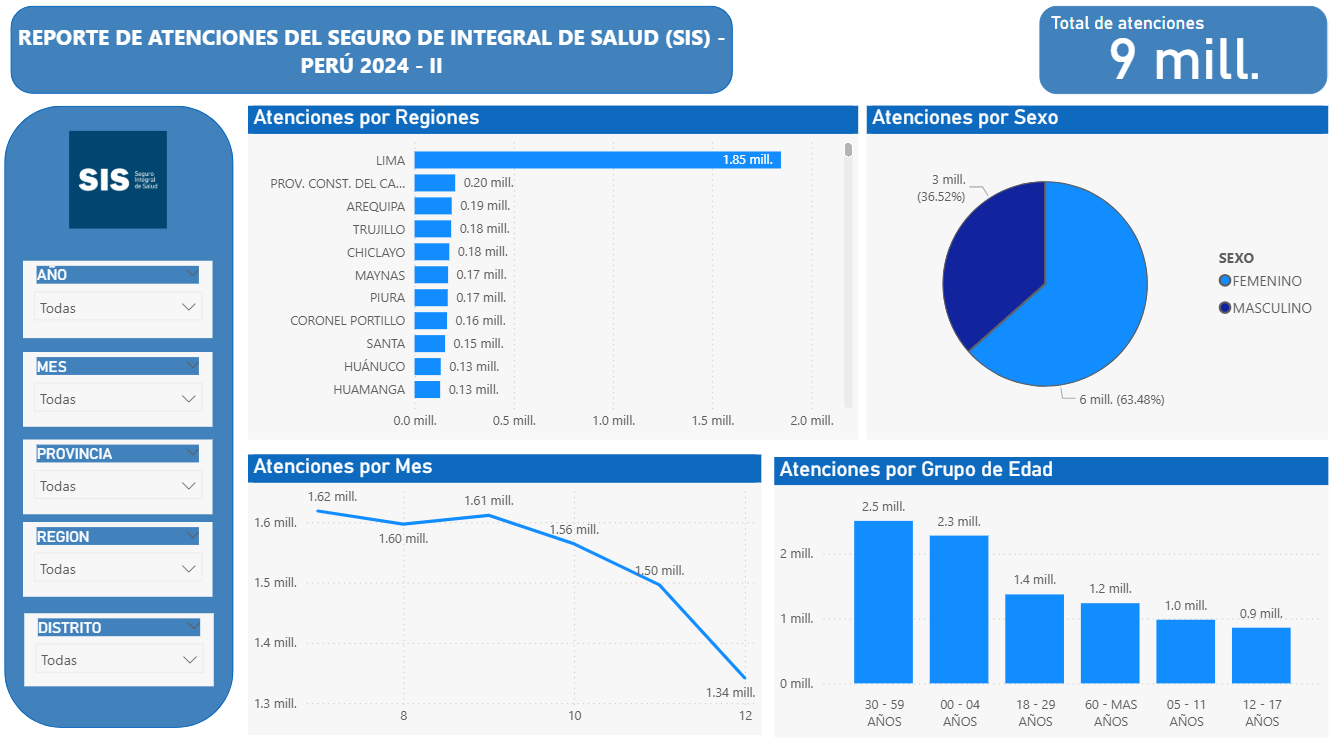 REPORTE DE ATENCIONES DEL SEGURO DE INTEGRAL DE SALUD (SIS) -
PERÚ 2024 - II
Total de atenciones
9 mill.
SIS
Seguro
Integral
de Salud
AÑO
Todas
MES
Todas
PROVINCIA
Todas
REGION
Todas
DISTRITO
Todas
Atenciones por Regiones
LIMA 1.85 mill.
PROV. CONST. DEL CA... 0.20 mill.
AREQUIPA 0.19 mill.
TRUJILLO 0.18 mill.
CHICLAYO 0.18 mill.
MAYNAS 0.17 mill.
PIURA 0.17 mill.
CORONEL PORTILLO 0.16 mill.
SANTA 0.15 mill.
HUÁNUCO 0.13 mill.
HUAMANGA 0.13 mill.
0.0 mill. 0.5 mill. 1.0 mill. 1.5 mill. 2.0 mill.
Atenciones por Sexo
3 mill.
(36.52%)
6 mill. (63.48%)
SEXO
FEMENINO
MASCULINO
Atenciones por Mes
1.62 mill. 1.60 mill. 1.61 mill. 1.56 mill. 1.50 mill. 1.34 mill.
1.6 mill.
1.5 mill.
1.4 mill.
1.3 mill.
8 10 12
Atenciones por Grupo de Edad
2.5 mill. 2.3 mill. 1.4 mill. 1.2 mill. 1.0 mill. 0.9 mill.
2 mill.
1 mill.
0 mill.
30 - 59 00 - 04 18 - 29 60 - MAS 05 - 11 12 - 17
AÑOS AÑOS AÑOS AÑOS AÑOS AÑOS